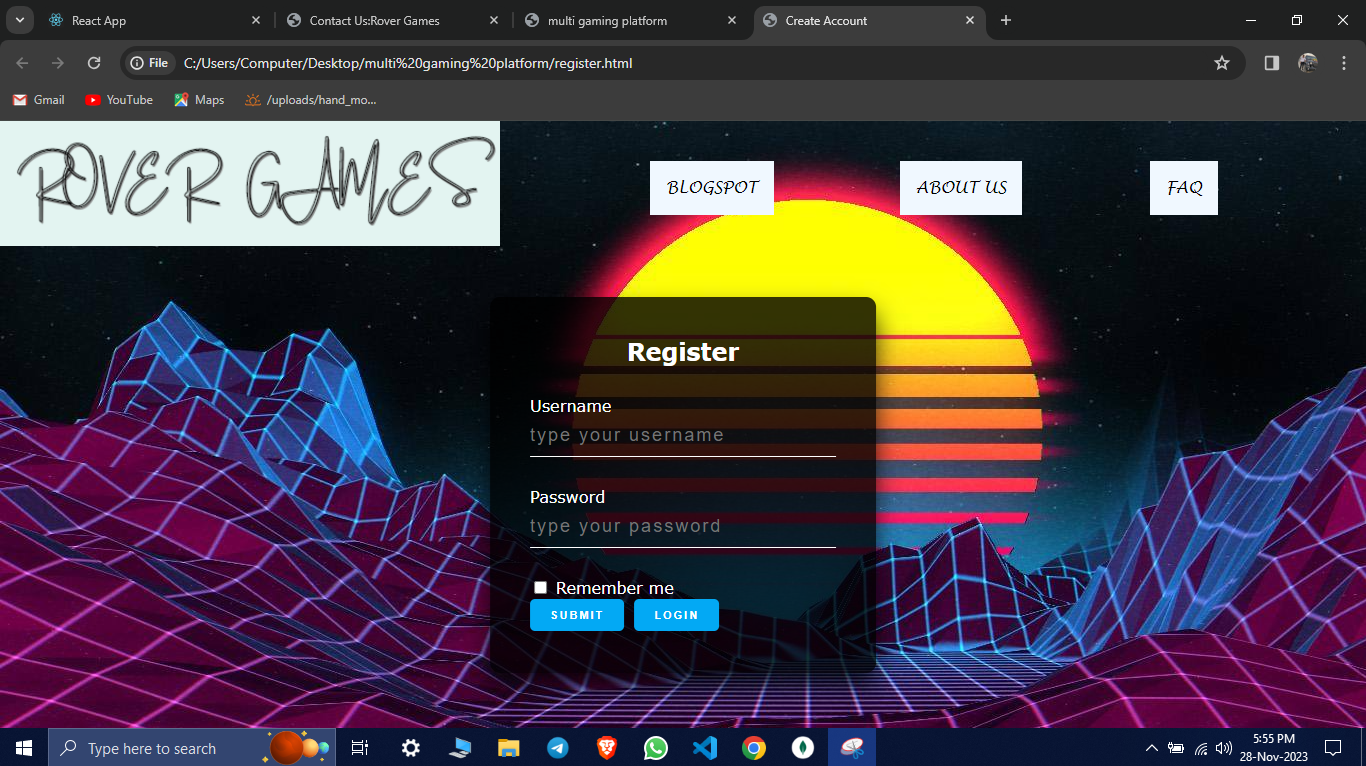 React App
Contact Us:Rover Games
multi gaming platform
Create Account
File
C:/Users/Computer/Desktop/multi%20gaming%20platform/register.html
Gmail
YouTube
Maps
/uploads/hand_mo...
ROVER GAMES
BLOGSPOT
ABOUT US
FAQ
Register
Username
type your username
Password
type your password
Remember me
SUBMIT
LOGIN
Type here to search
5:55 PM
28-Nov-2023